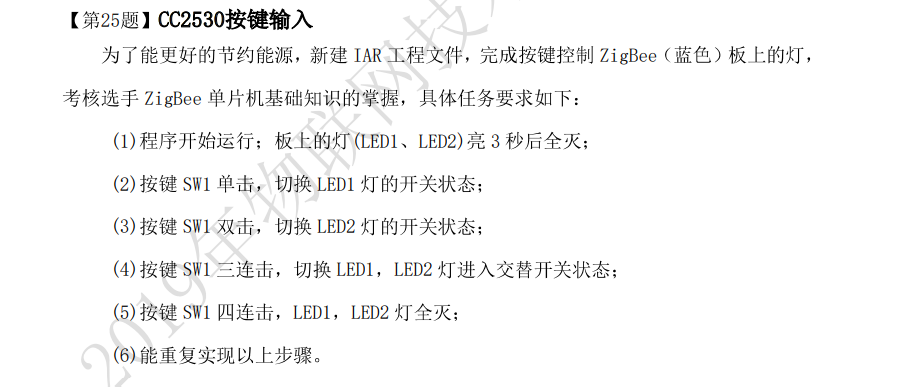 【第25题】CC2530按键输入
为了能更好的节约能源，新建 IAR 工程文件，完成按键控制 ZigBee（蓝色）板上的灯，
考核选手 ZigBee 单片机基础知识的掌握，具体任务要求如下：
(1)程序开始运行；板上的灯(LED1、LED2)亮 3 秒后全灭；
(2)按键 SW1 单击，切换 LED1 灯的开关状态；
(3)按键 SW1 双击，切换 LED2 灯的开关状态；
(4)按键 SW1 三连击，切换 LED1，LED2 灯进入交替开关状态；
(5)按键 SW1 四连击，LED1，LED2 灯全灭；
(6)能重复实现以上步骤。
2019年物联网技